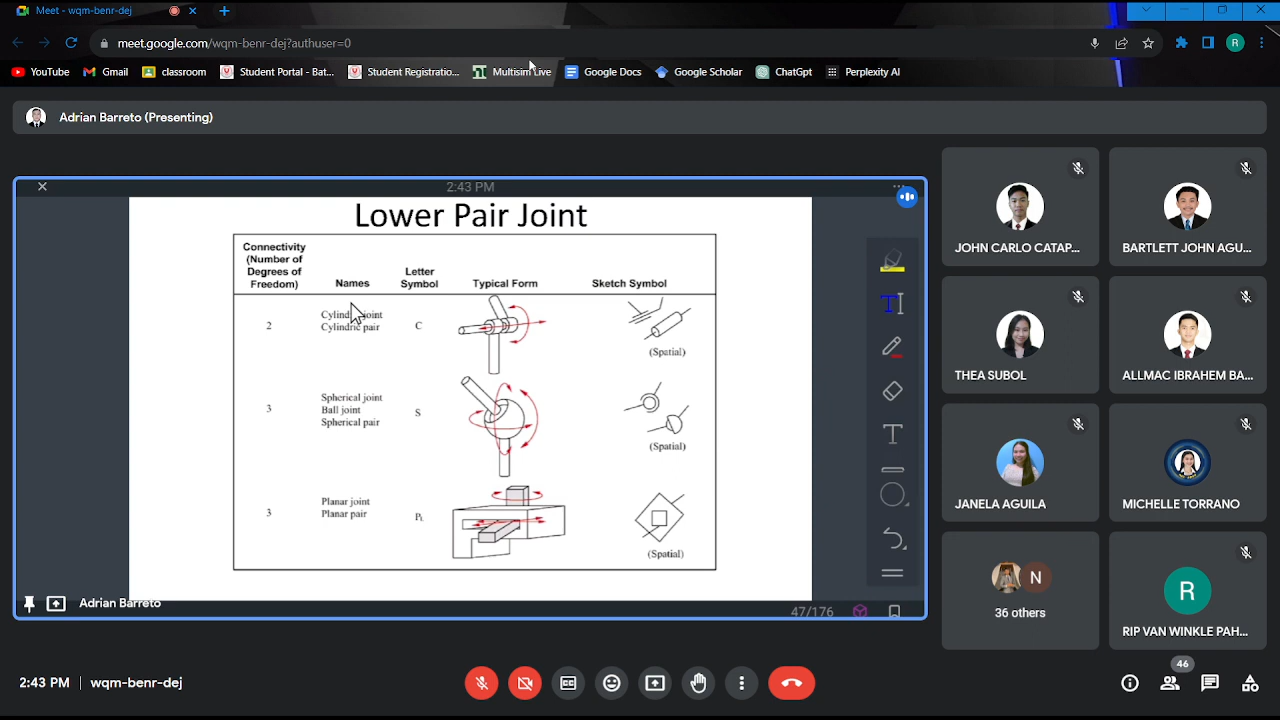 Meet - wqm-benr-dej
meet.google.com/wqm-benr-dej?authuser=0
R
YouTube
Gmail
classroom
Student Portal - Bat...
Student Registratio...
Multisim Live
Google Docs
Google Scholar
ChatGpt
Perplexity AI
Adrian Barreto (Presenting)
2:43 PM
Lower Pair Joint
Connectivity
(Number of
Degrees of
Freedom)
Names
Letter
Symbol
Typical Form
Sketch Symbol
2
Cylindric joint
Cylindric pair
C
(Spatial)
3
Spherical joint
Ball joint
Spherical pair
S
(Spatial)
3
Planar joint
Planar pair
PL
(Spatial)
T
T
47/176
Adrian Barreto
JOHN CARLO CATAP...
BARTLETT JOHN AGU...
THEA SUBOL
ALLMAC IBRAHEM BA...
JANELA AGUILA
MICHELLE TORRANO
N
36 others
R
RIP VAN WINKLE PAH...
2:43 PM | wqm-benr-dej
46